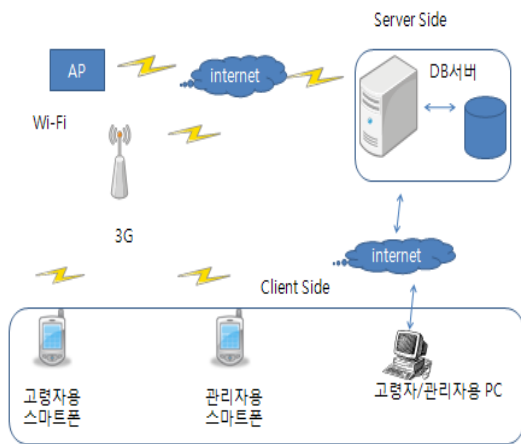 Server Side
AP
internet
DB서버
Wi-Fi
3G
internet
Client Side
고령자용
스마트폰
관리자용
스마트폰
고령자/관리자용 PC